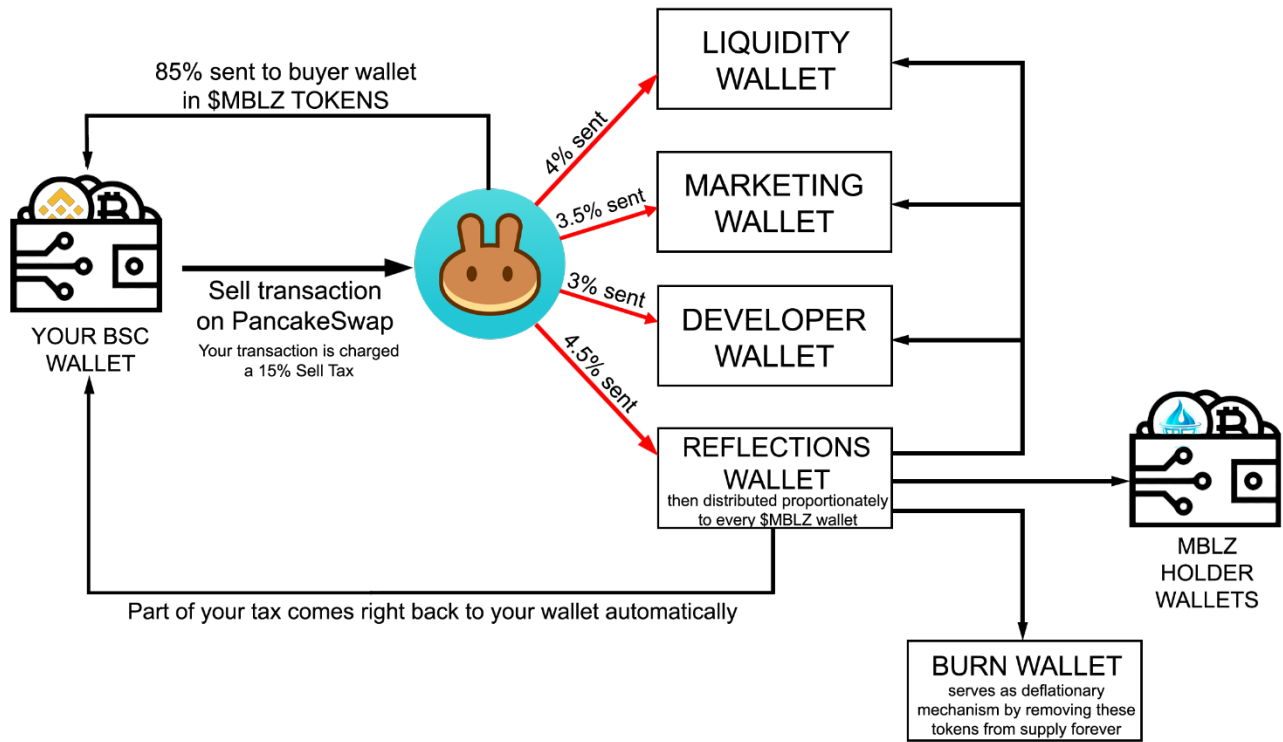 85% sent to buyer wallet
in $MBLZ TOKENS
YOUR BSC
WALLET
Sell transaction
on PancakeSwap
Your transaction is charged
a 15% Sell Tax
4% sent
3.5% sent
3% sent
4.5% sent
LIQUIDITY
WALLET
MARKETING
WALLET
DEVELOPER
WALLET
REFLECTIONS
WALLET
then distributed proportionately
to every $MBLZ wallet
MBLZ
HOLDER
WALLETS
Part of your tax comes right back to your wallet automatically
BURN WALLET
serves as deflationary
mechanism by removing these
tokens from supply forever